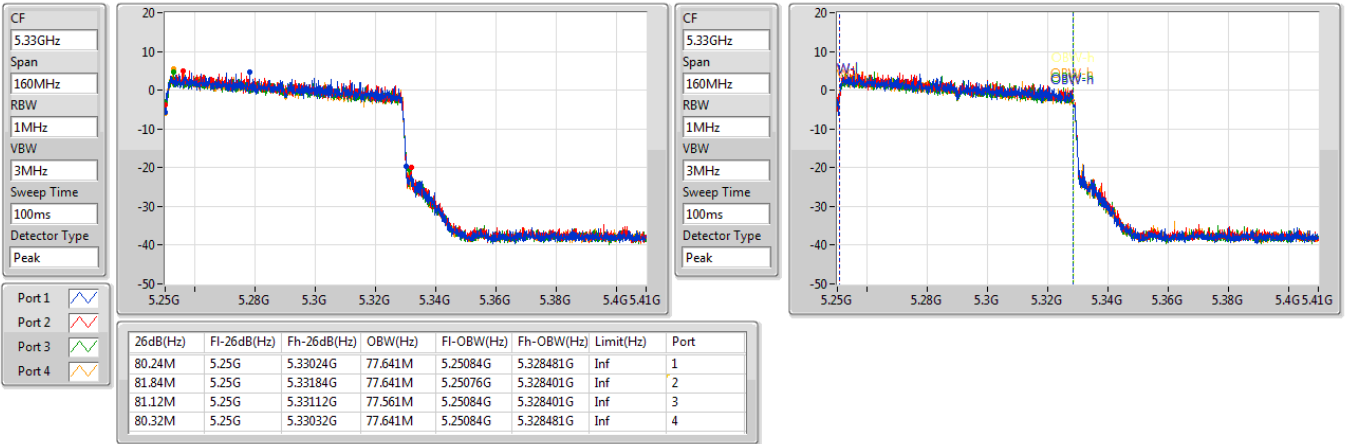 CF
5.33GHz
Span
160MHz
RBW
1MHz
VBW
3MHz
Sweep Time
100ms
Detector Type
Peak
20
10
0
-10
-20
-30
-40
-50
5.25G 5.28G 5.3G 5.32G 5.34G 5.36G 5.38G 5.4G 5.41G
CF
5.33GHz
Span
160MHz
RBW
1MHz
VBW
3MHz
Sweep Time
100ms
Detector Type
Peak
20
10
0
-10
-20
-30
-40
-50
OBW-h
5.25G 5.28G 5.3G 5.32G 5.34G 5.36G 5.38G 5.4G 5.41G
Port 1
Port 2
Port 3
Port 4
26dB(Hz) Fl-26dB(Hz) Fh-26dB(Hz) OBW(Hz) Fl-OBW(Hz) Fh-OBW(Hz) Limit(Hz) Port
80.24M 5.25G 5.33024G 77.641M 5.25084G 5.328481G Inf 1
81.84M 5.25G 5.33184G 77.641M 5.25076G 5.328401G Inf 2
81.12M 5.25G 5.33112G 77.561M 5.25084G 5.328401G Inf 3
80.32M 5.25G 5.33032G 77.641M 5.25084G 5.328481G Inf 4